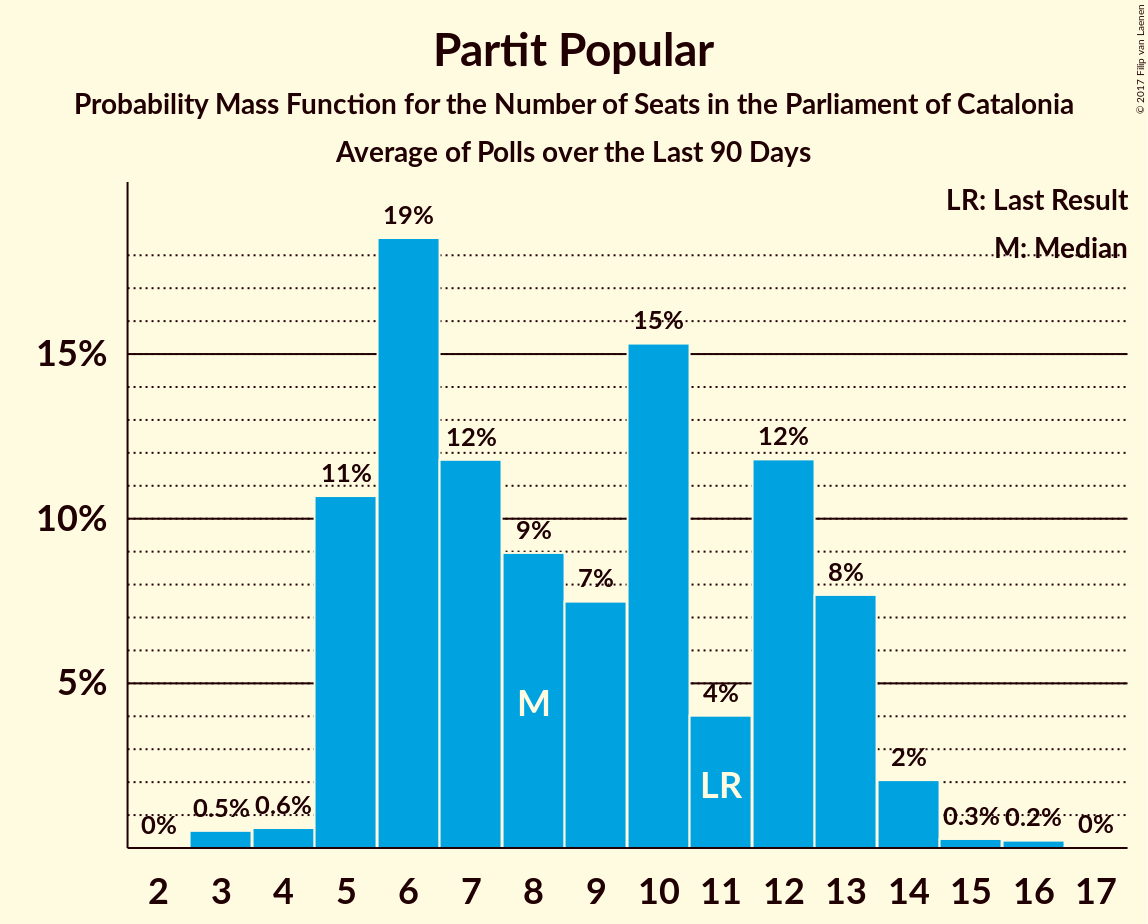 Partit Popular
Probability Mass Function for the Number of Seats in the Parliament of Catalonia
Average of Polls over the Last 90 Days
© 2017 Filip van Laenen
LR: Last Result
M: Median
15%
10%
5%
0%
0.5%
0.6%
11%
19%
12%
9%
7%
15%
4%
12%
8%
2%
0.3%
0.2%
0%
M
LR
2 3 4 5 6 7 8 9 10 11 12 13 14 15 16 17